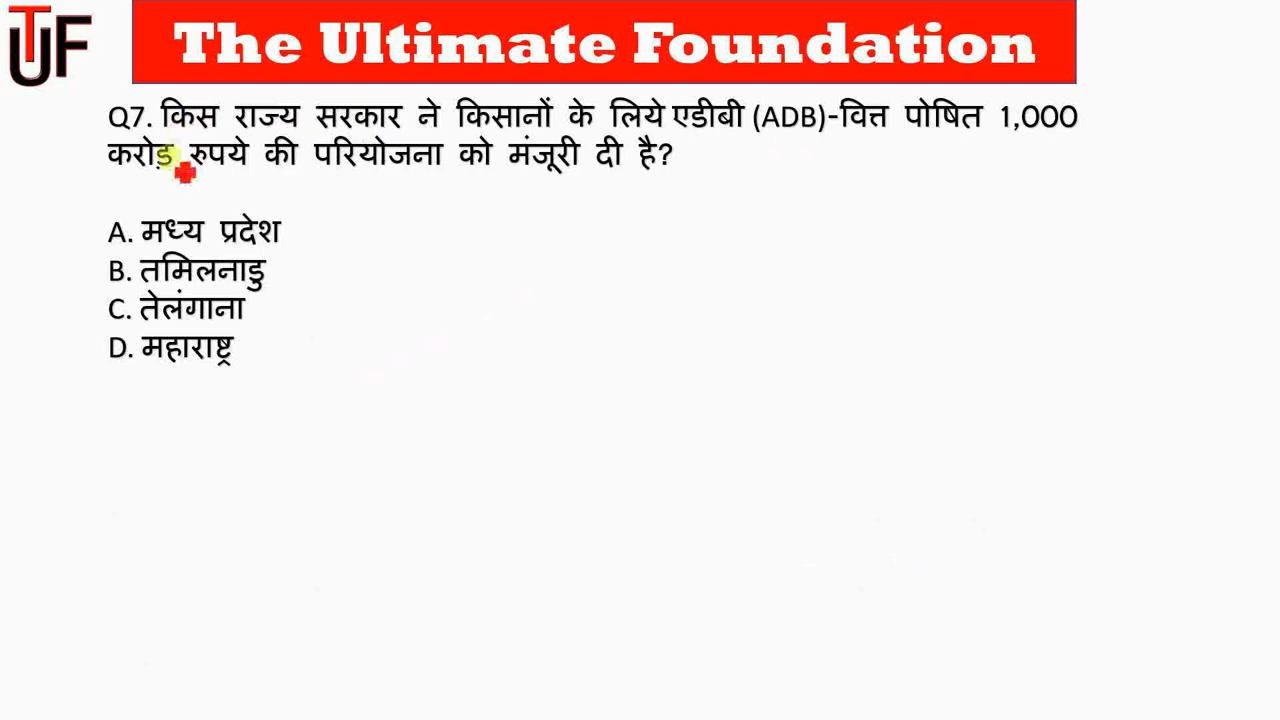 TUF
The Ultimate Foundation
Q7. किस राज्य सरकार ने किसानों के लिये एडीबी (ADB)-वित्त पोषित 1,000
करोड़ रुपये की परियोजना को मंजूरी दी है?
A. मध्य प्रदेश
B. तमिलनाडु
C. तेलंगाना
D. महाराष्ट्र